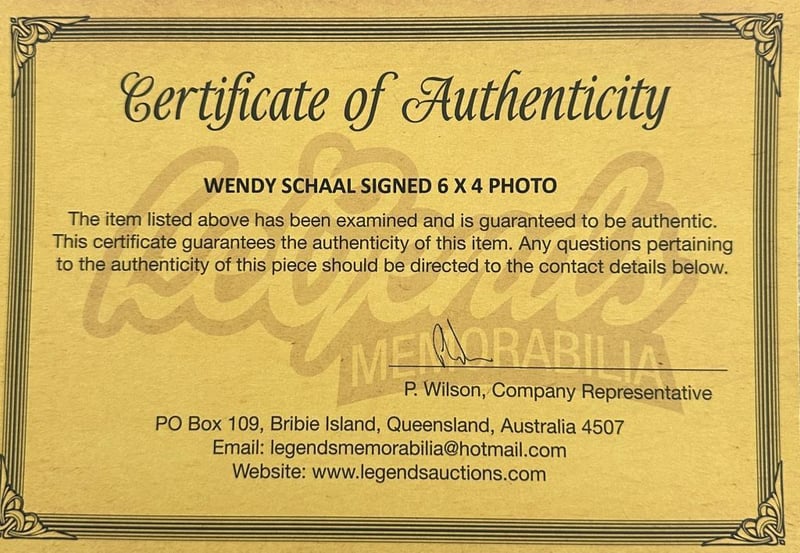 Certificate of Authenticity
Legends
MEMORABILIA
WENDY SCHAAL SIGNED 6 X 4 PHOTO
The item listed above has been examined and is guaranteed to be authentic.
This certificate guarantees the authenticity of this item. Any questions pertaining
to the authenticity of this piece should be directed to the contact details below.
P. Wilson, Company Representative
PO Box 109, Bribie Island, Queensland, Australia 4507
Email: legendsmemorabilia@hotmail.com
Website: www.legendsauctions.com